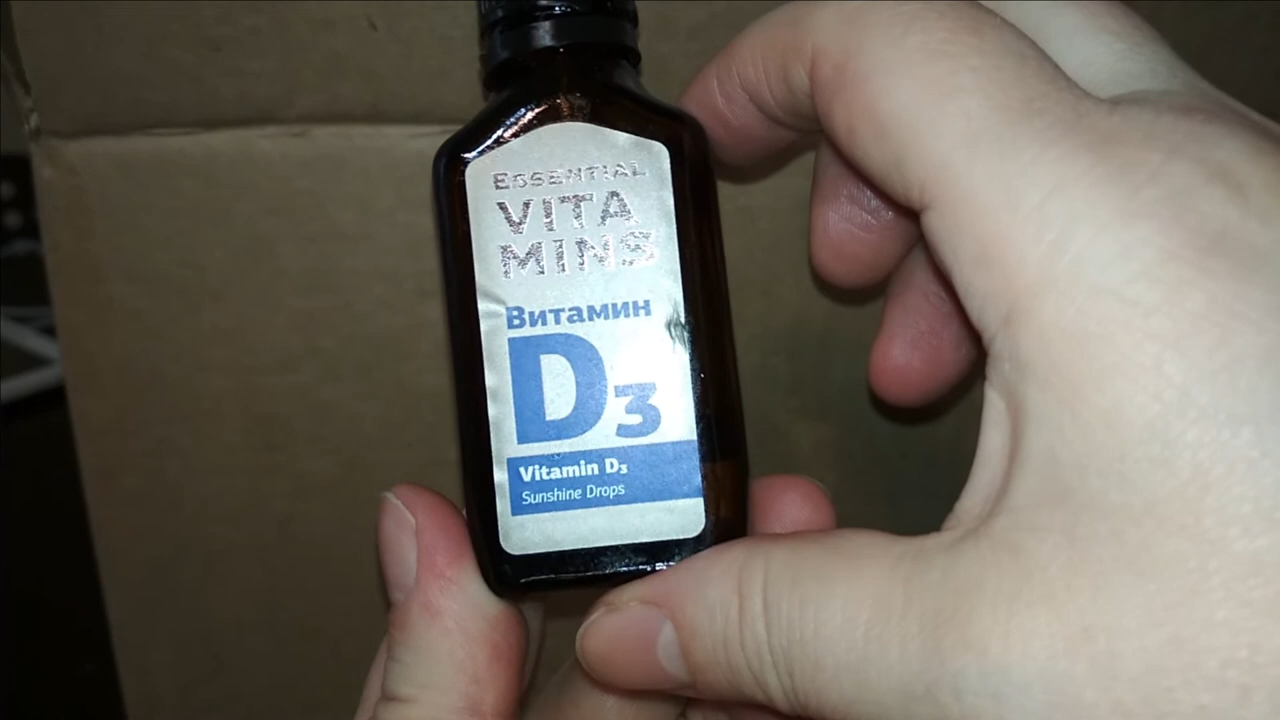 ESSENTIAL
VITA
MINS
Витамин
D₃
Vitamin D₃
Sunshine Drops